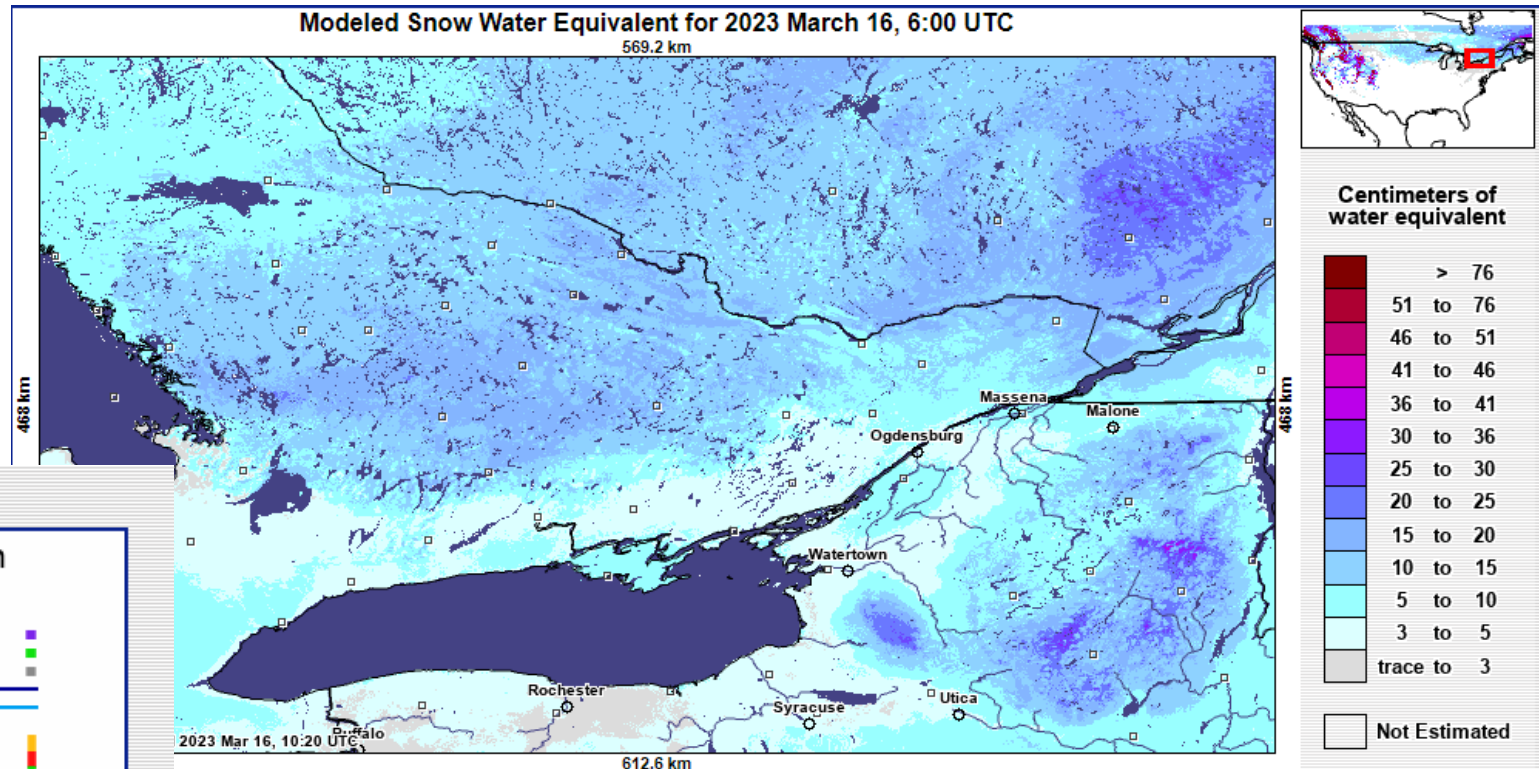 Modeled Snow Water Equivalent for 2023 March 16, 6:00 UTC
569.2 km
468 km
468 km
Massena
Malone
Ogdensburg
Watertown
Rochester
Syracuse
Utica
Buffalo
2023 Mar 16, 10:20 UTC
612.6 km
Centimeters of
water equivalent
> 76
51 to 76
46 to 51
41 to 46
36 to 41
30 to 36
25 to 30
20 to 25
15 to 20
10 to 15
5 to 10
3 to 5
trace to 3
Not Estimated